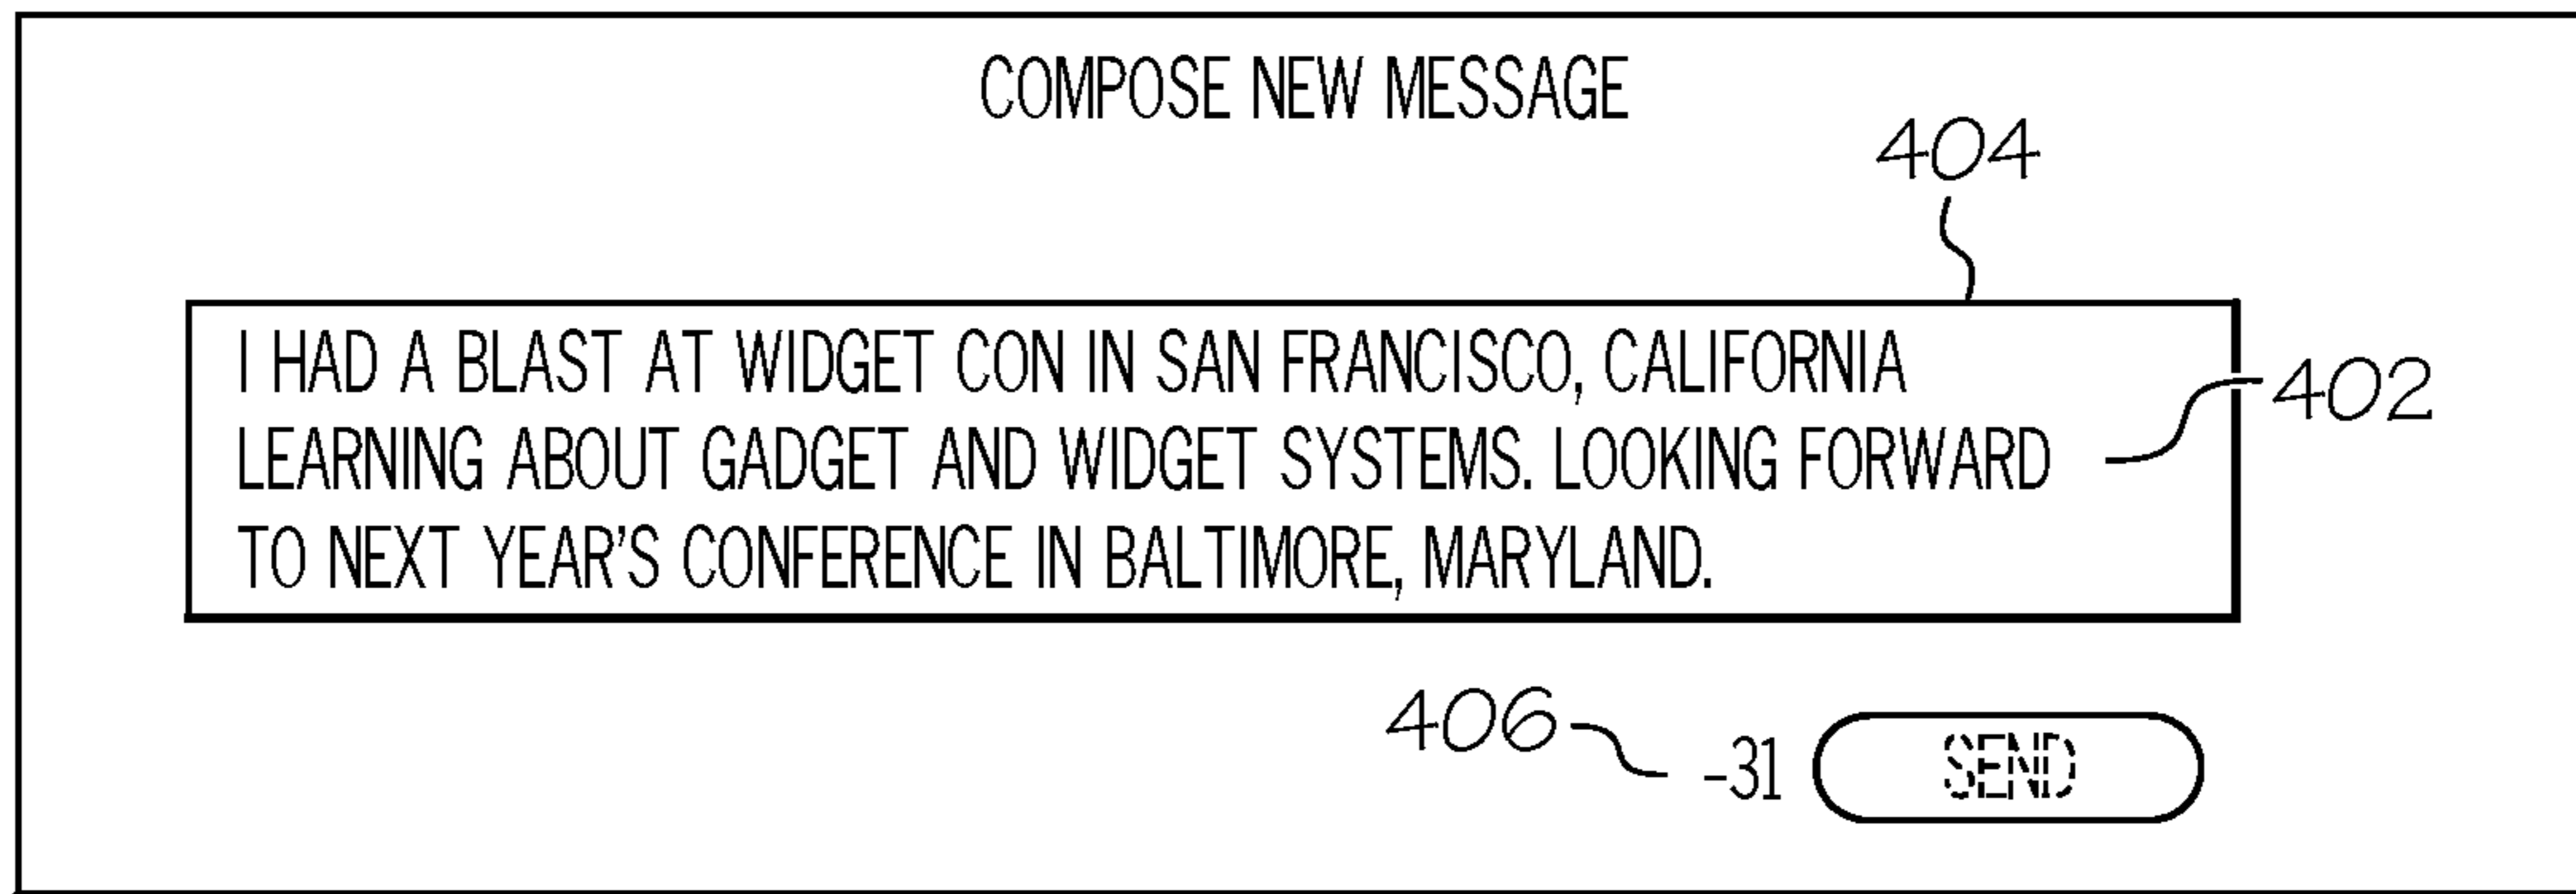 COMPOSE NEW MESSAGE
404
I HAD A BLAST AT WIDGET CON IN SAN FRANCISCO, CALIFORNIA
402
LEARNING ABOUT GADGET AND WIDGET SYSTEMS. LOOKING FORWARD
TO NEXT YEAR'S CONFERENCE IN BALTIMORE, MARYLAND.
406
-31 SEND